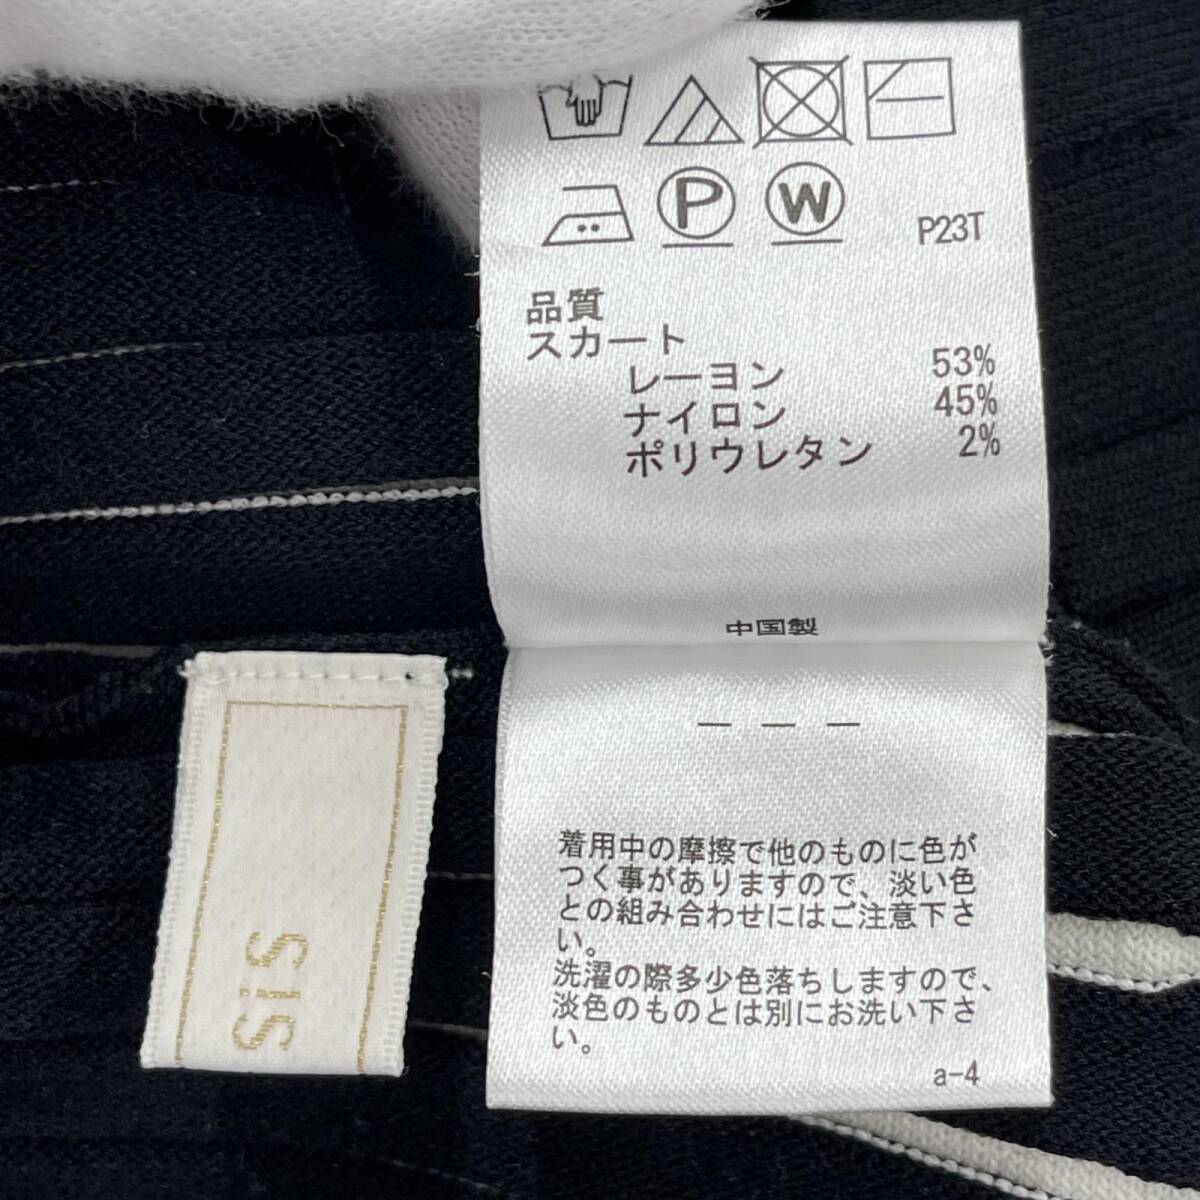 P
W
P23T
品質
スカート
レーヨン 53%
ナイロン 45%
ポリウレタン 2%
中国製
― ― ―
着用中の摩擦で他のものに色が
つく事がありますので、淡い色
との組み合わせにはご注意下さ
い。
洗濯の際多少色落ちしますので、
淡色のものとは別にお洗い下さ
い。
a-4
SiS